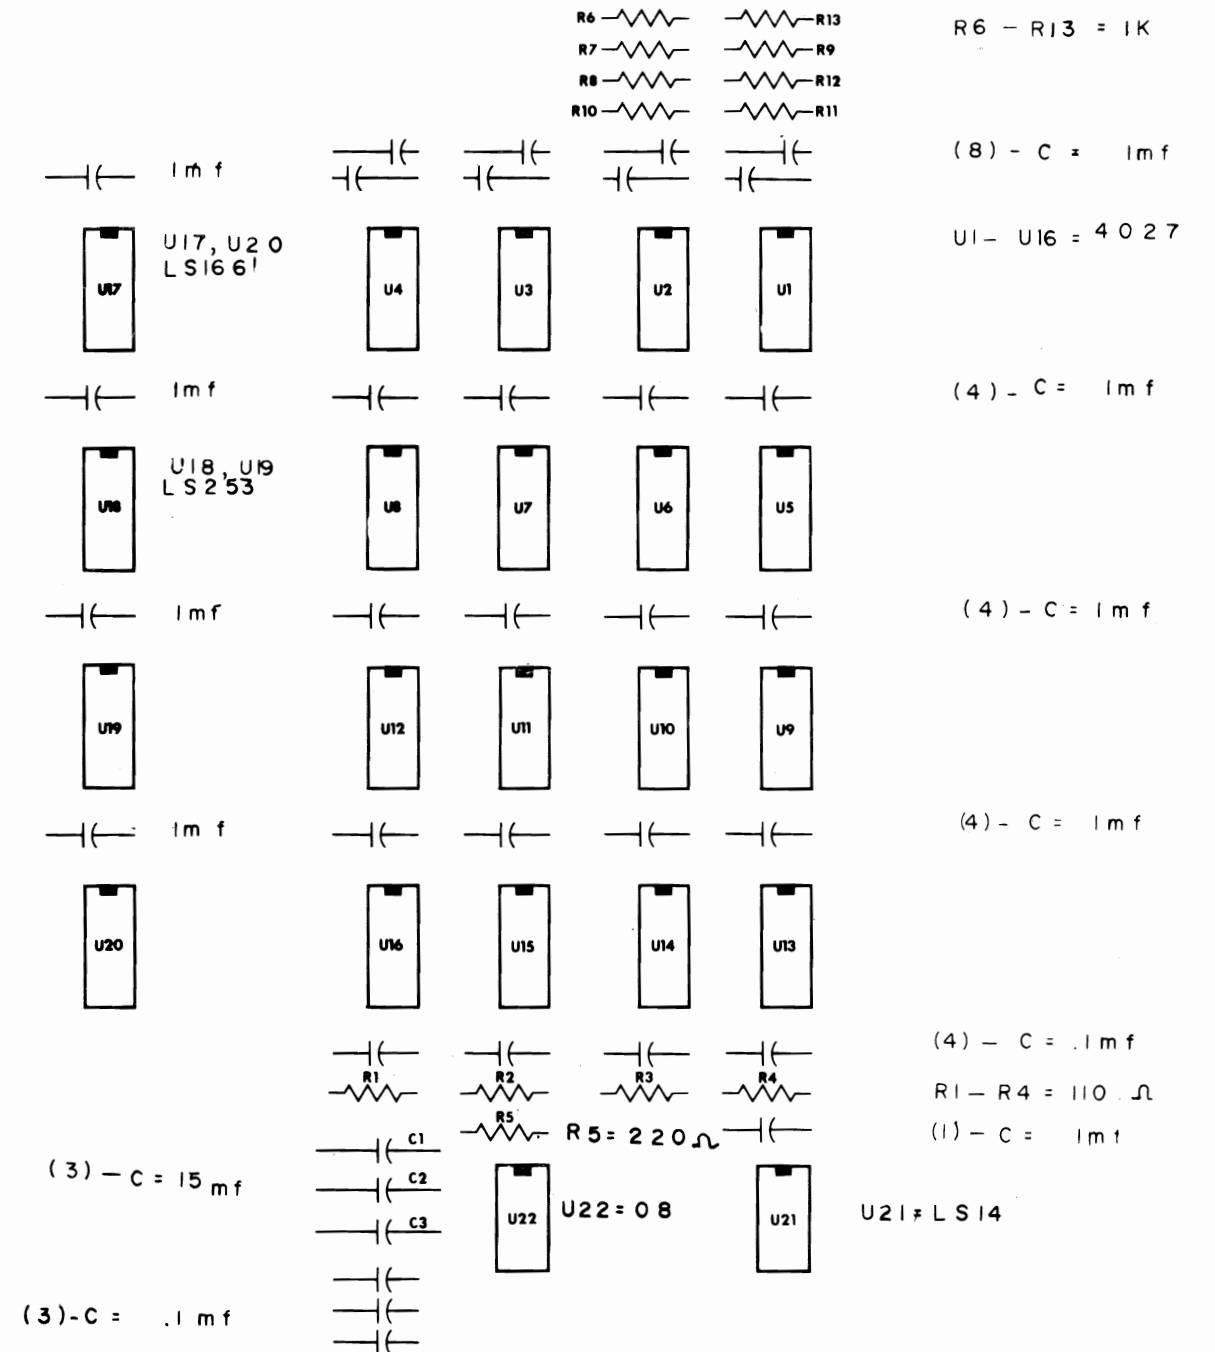 R6 R13 R6 - R13 = 1K
R7 R9
R8 R12
R10 R11
1mf (8) - C = 1mf
U17, U20 U1 - U16 = 4027
LS166
U17 U4 U3 U2 U1
1mf (4) - C = 1mf
U18, U19
LS253
U18 U8 U7 U6 U5
1mf (4) - C = 1mf
U19 U12 U11 U10 U9
1mf (4) - C = 1mf
U20 U16 U15 U14 U13
(4) - C = .1mf
R1 R2 R3 R4
R1 - R4 = 110 Ω
R5
R5 = 220Ω (1) - C = 1mf
C1
(3) - C = 15mf C2
U22 U22 = 08 U21 U21 = LS14
C3
(3) - C = .1mf